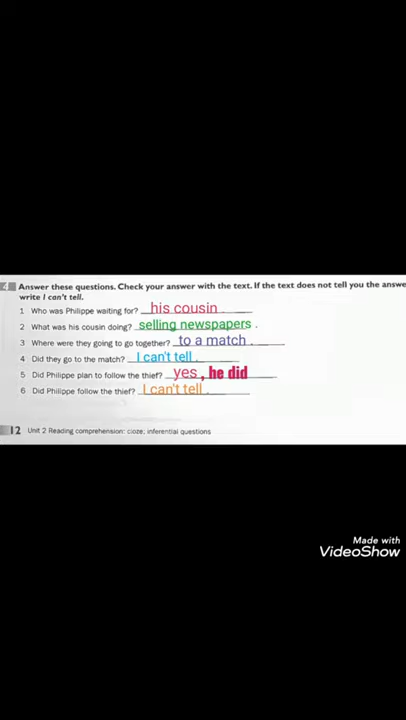 4 Answer these questions. Check your answer with the text. If the text does not tell you the answe
write I can't tell.
1 Who was Philippe waiting for? his cousin
2 What was his cousin doing? selling newspapers .
3 Where were they going to go together? to a match .
4 Did they go to the match? I can't tell .
5 Did Philippe plan to follow the thief? yes , he did
6 Did Philippe follow the thief? I can't tell .
12 Unit 2 Reading comprehension: cloze; inferential questions
Made with
VideoShow